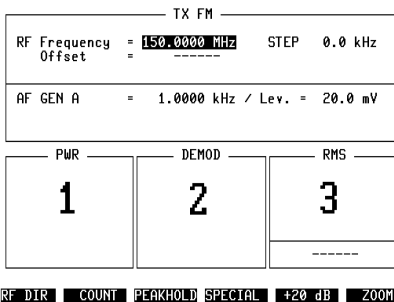 TX FM
RF Frequency = 150.0000 MHz STEP 0.0 kHz
Offset = ------
AF GEN A = 1.0000 kHz / Lev. = 20.0 mV
PWR DEMOD RMS
1 2 3
------
RF DIR COUNT PEAKHOLD SPECIAL +20 dB ZOOM